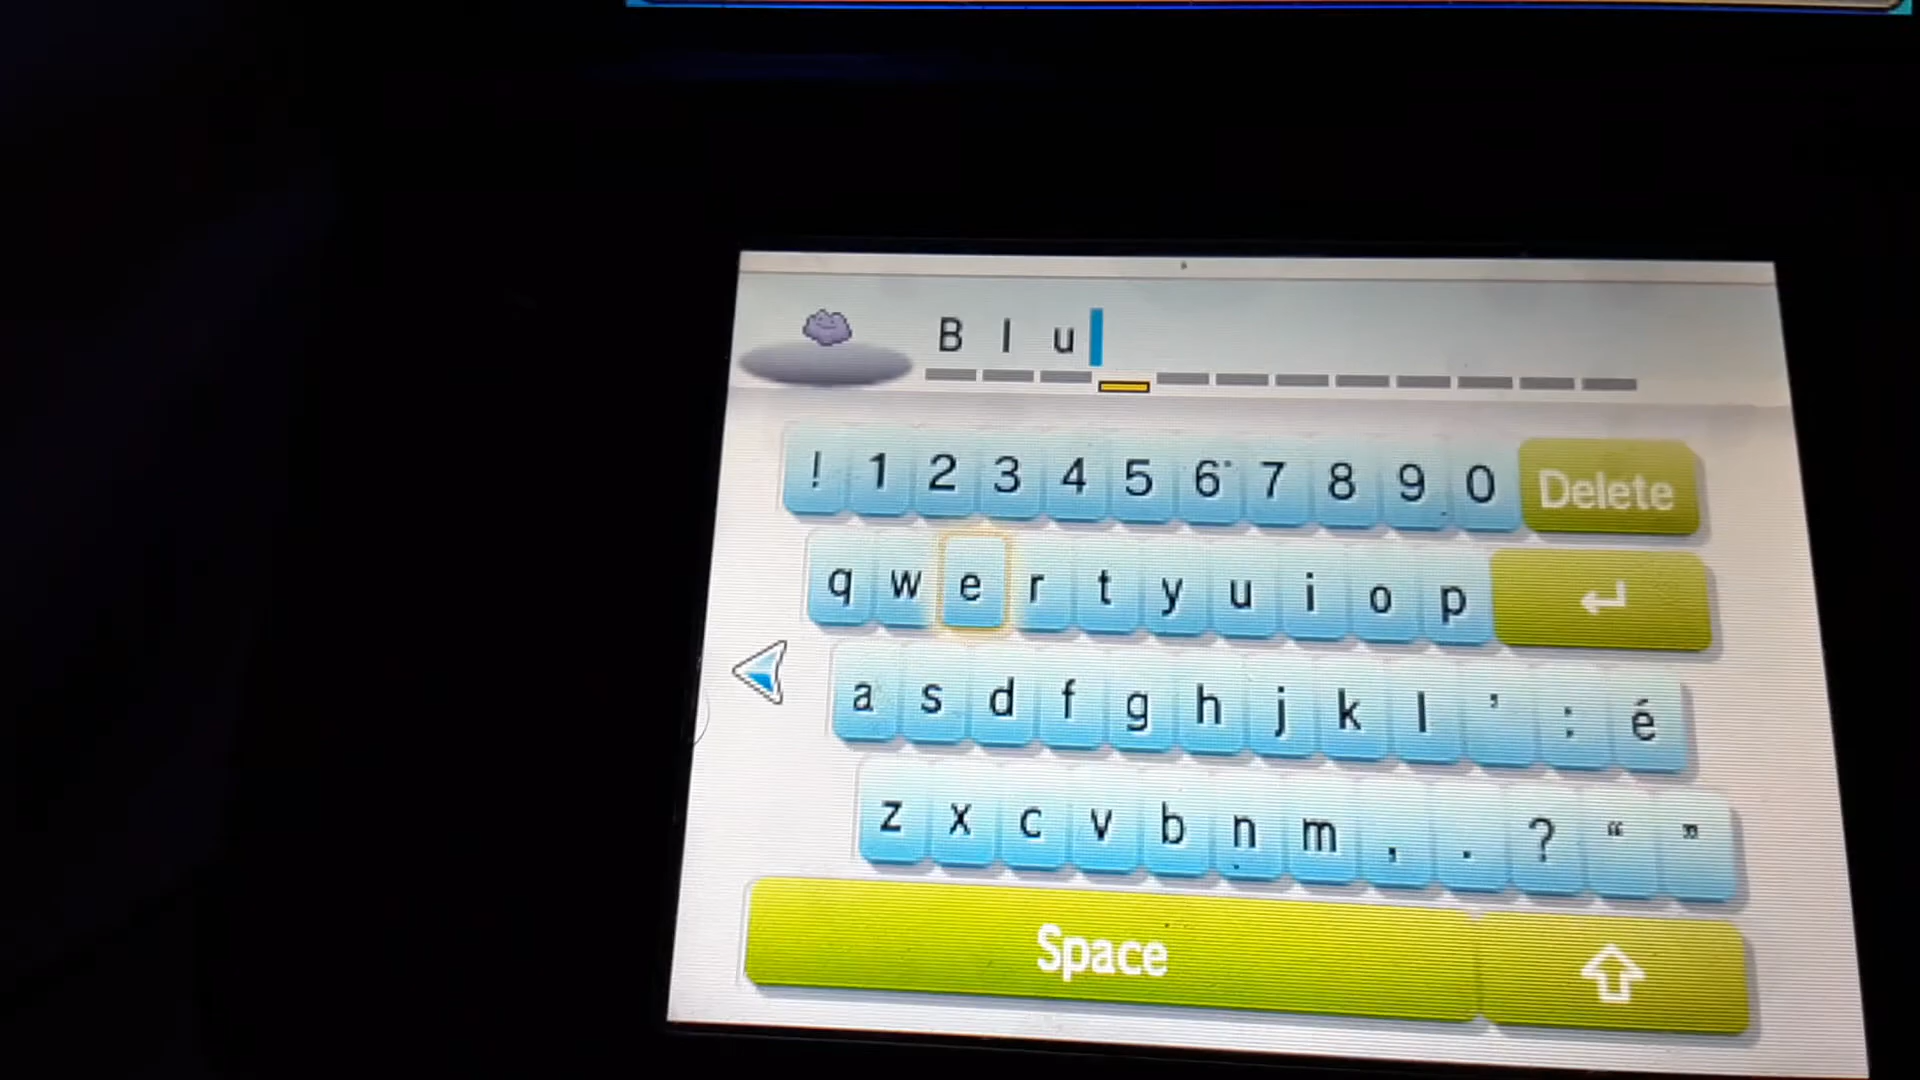 Blu
! 1 2 3 4 5 6 7 8 9 0 Delete
q w e r t y u i o p
a s d f g h j k l ’ : é
z x c v b n m , . ? “ ”
Space